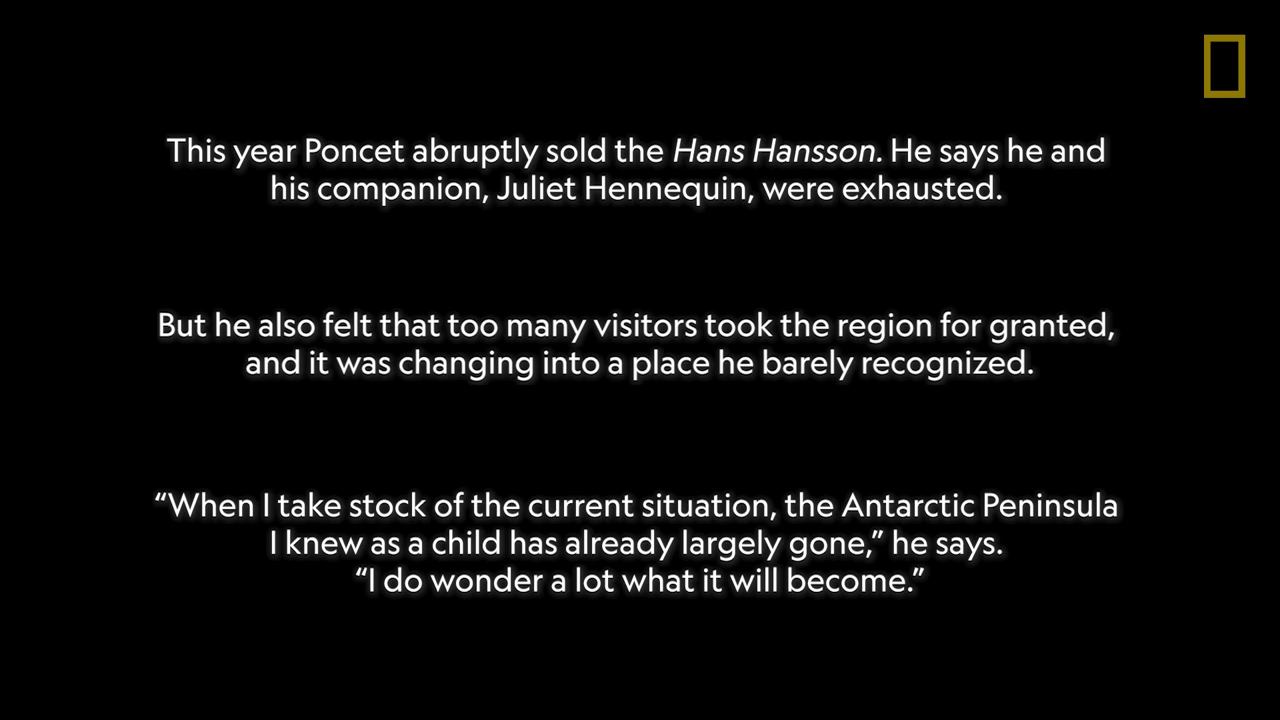 This year Poncet abruptly sold the Hans Hansson. He says he and
his companion, Juliet Hennequin, were exhausted.
But he also felt that too many visitors took the region for granted,
and it was changing into a place he barely recognized.
“When I take stock of the current situation, the Antarctic Peninsula
I knew as a child has already largely gone,” he says.
“I do wonder a lot what it will become.”